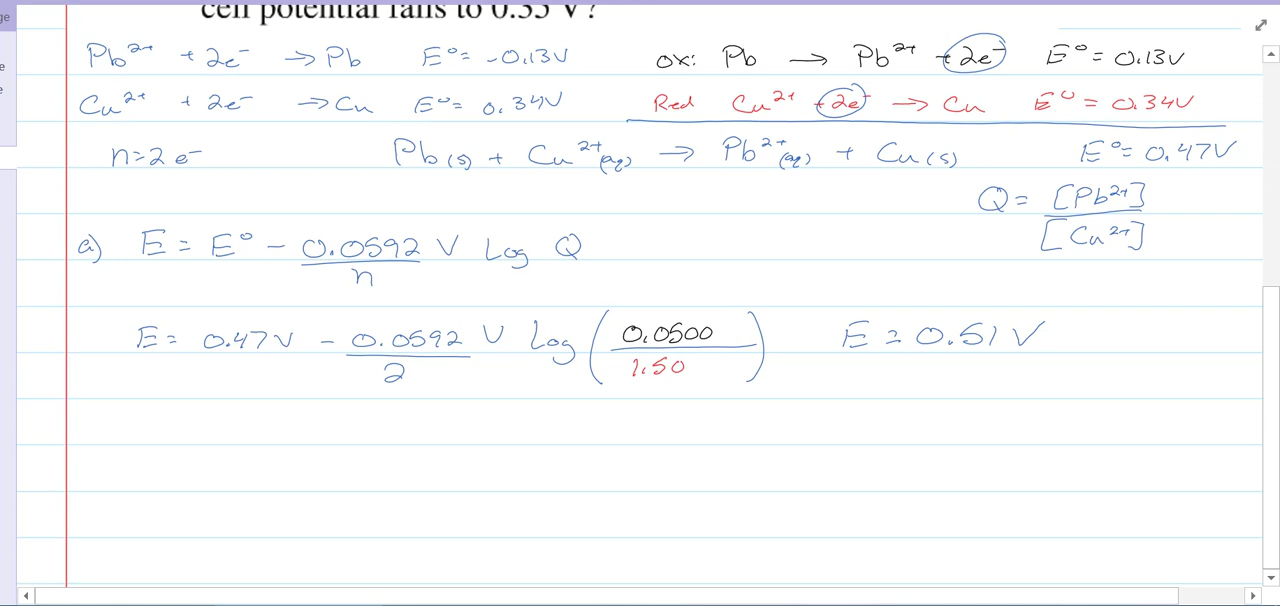 cell potential falls to 0.35 V?
Pb²⁺ + 2e⁻ → Pb E° = -0.13V
ox: Pb → Pb²⁺ + 2e⁻ E° = 0.13V
Cu²⁺ + 2e⁻ → Cu E° = 0.34V
Red Cu²⁺ + 2e⁻ → Cu E° = 0.34V
n = 2 e⁻
Pb(s) + Cu²⁺(aq) → Pb²⁺(aq) + Cu(s) E° = 0.47V
Q = [Pb²⁺] / [Cu²⁺]
a) E = E° - 0.0592/n V Log Q
E = 0.47V - 0.0592/2 V log (0.0500/1.50) E = 0.51 V